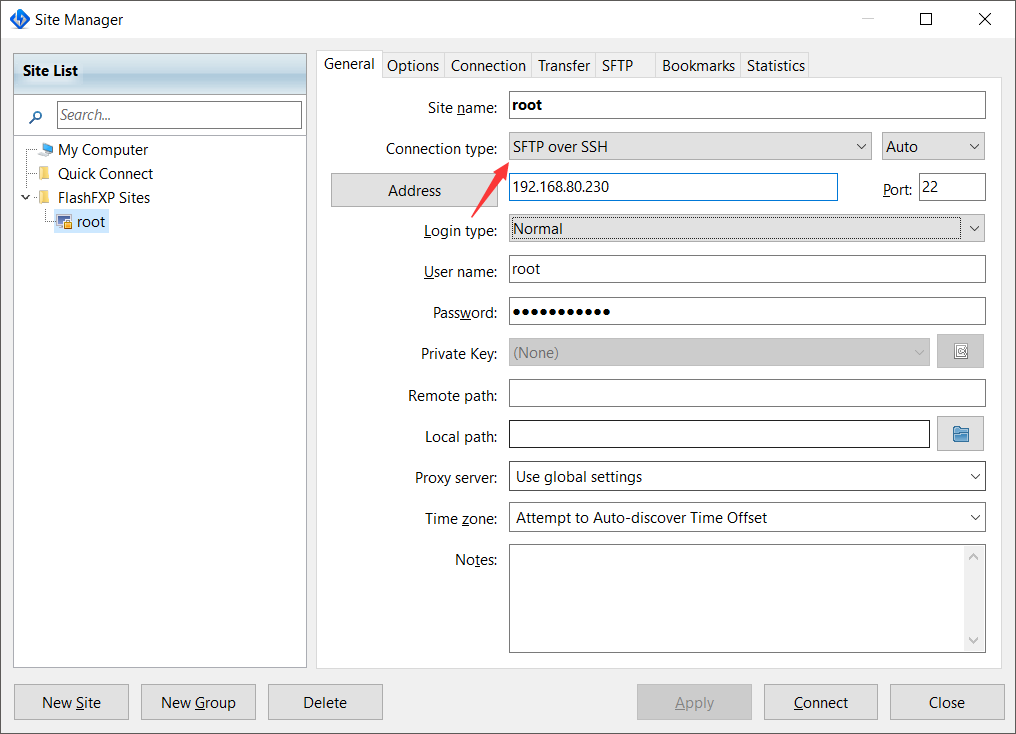 Site Manager
Site List
Search...
My Computer
Quick Connect
FlashFXP Sites
root
General Options Connection Transfer SFTP Bookmarks Statistics
Site name: root
Connection type: SFTP over SSH Auto
Address 192.168.80.230 Port: 22
Login type: Normal
User name: root
Password: ●●●●●●●●●●●
Private Key: (None)
Remote path:
Local path:
Proxy server: Use global settings
Time zone: Attempt to Auto-discover Time Offset
Notes:
New Site New Group Delete Apply Connect Close